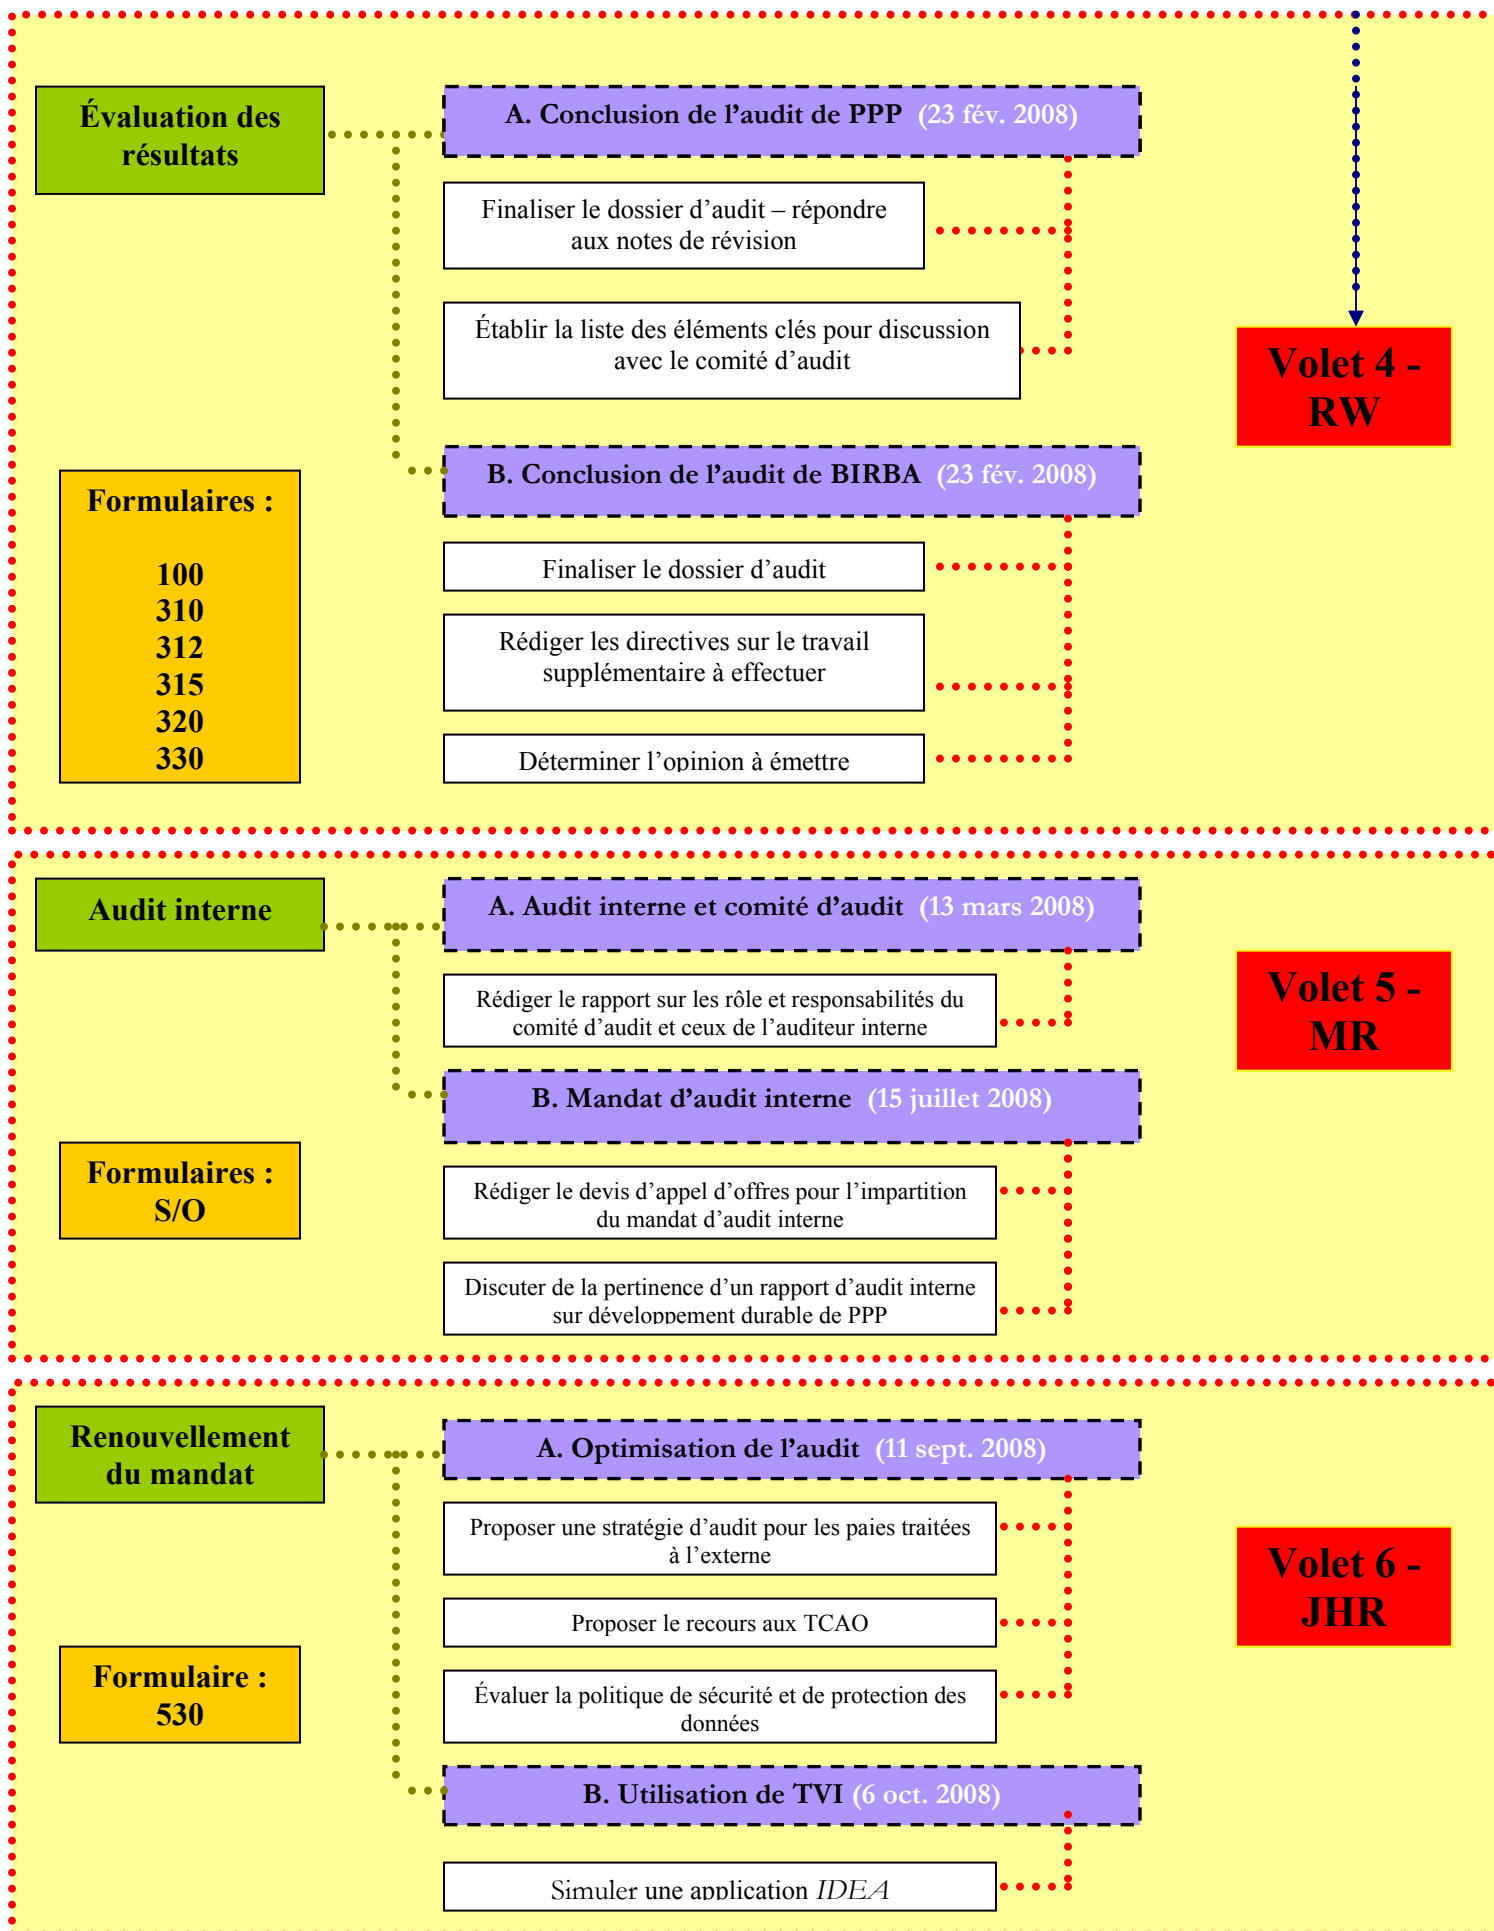 Évaluation des
résultats
A. Conclusion de l’audit de PPP (23 fév. 2008)
Finaliser le dossier d’audit – répondre
aux notes de révision
Établir la liste des éléments clés pour discussion
avec le comité d’audit
Volet 4 -
RW
B. Conclusion de l’audit de BIRBA (23 fév. 2008)
Formulaires :
100
310
312
315
320
330
Finaliser le dossier d’audit
Rédiger les directives sur le travail
supplémentaire à effectuer
Déterminer l’opinion à émettre
Audit interne
A. Audit interne et comité d’audit (13 mars 2008)
Rédiger le rapport sur les rôle et responsabilités du
comité d’audit et ceux de l’auditeur interne
Volet 5 -
MR
B. Mandat d’audit interne (15 juillet 2008)
Formulaires :
S/O
Rédiger le devis d’appel d’offres pour l’impartition
du mandat d’audit interne
Discuter de la pertinence d’un rapport d’audit interne
sur développement durable de PPP
Renouvellement
du mandat
A. Optimisation de l’audit (11 sept. 2008)
Proposer une stratégie d’audit pour les paies traitées
à l’externe
Volet 6 -
JHR
Proposer le recours aux TCAO
Formulaire :
530
Évaluer la politique de sécurité et de protection des
données
B. Utilisation de TVI (6 oct. 2008)
Simuler une application IDEA